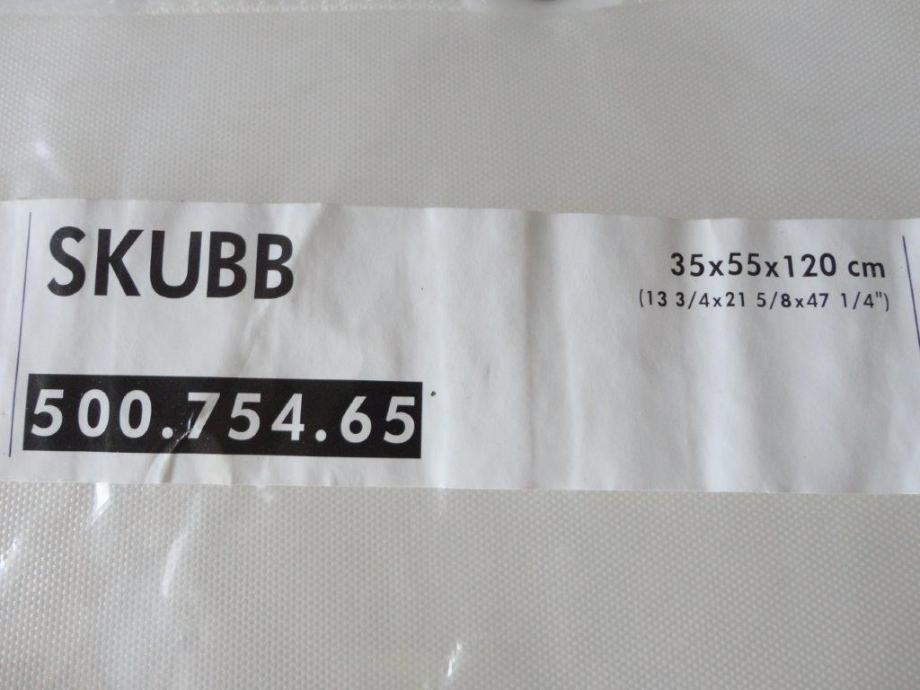 SKUBB
35x55x120 cm
(13 3/4x21 5/8x47 1/4")
500.754.65